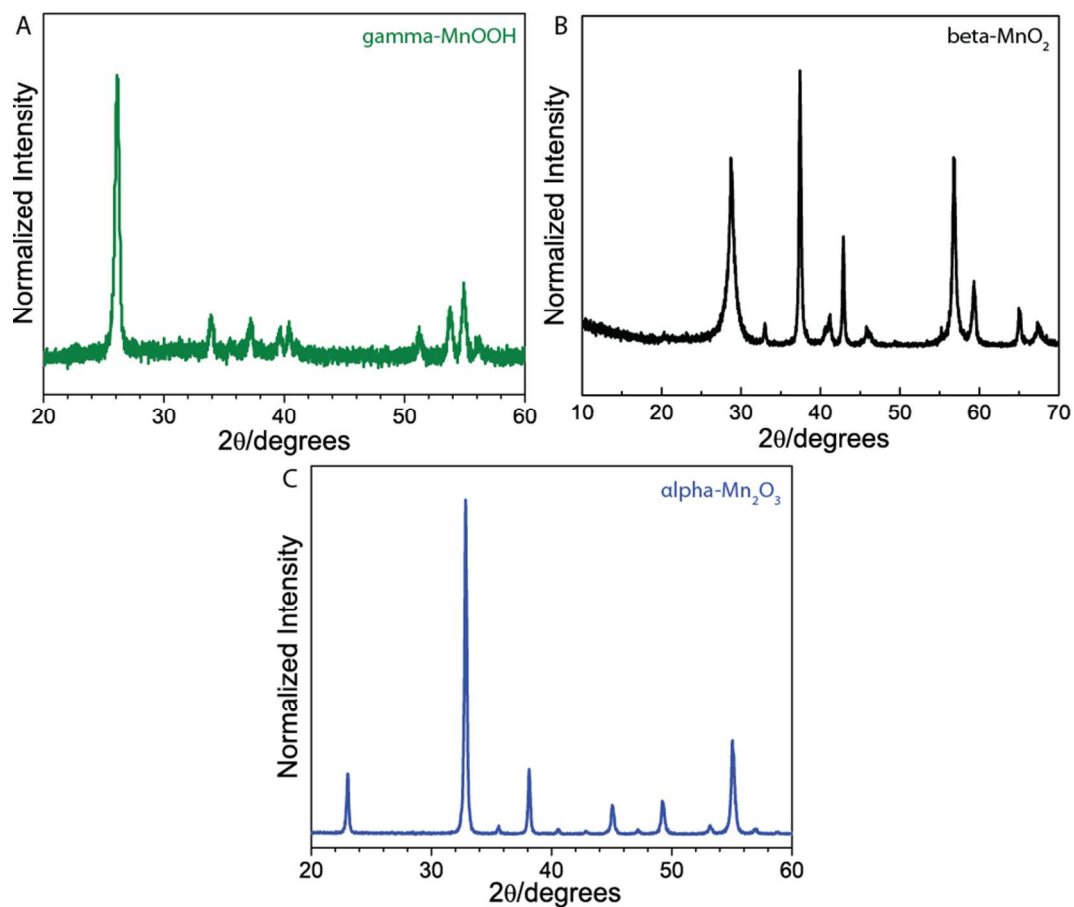 A
gamma-MnOOH
Normalized Intensity
20 30 40 50 60
2θ/degrees
B
beta-MnO₂
Normalized Intensity
10 20 30 40 50 60 70
2θ/degrees
C
αlpha-Mn₂O₃
Normalized Intensity
20 30 40 50 60
2θ/degrees